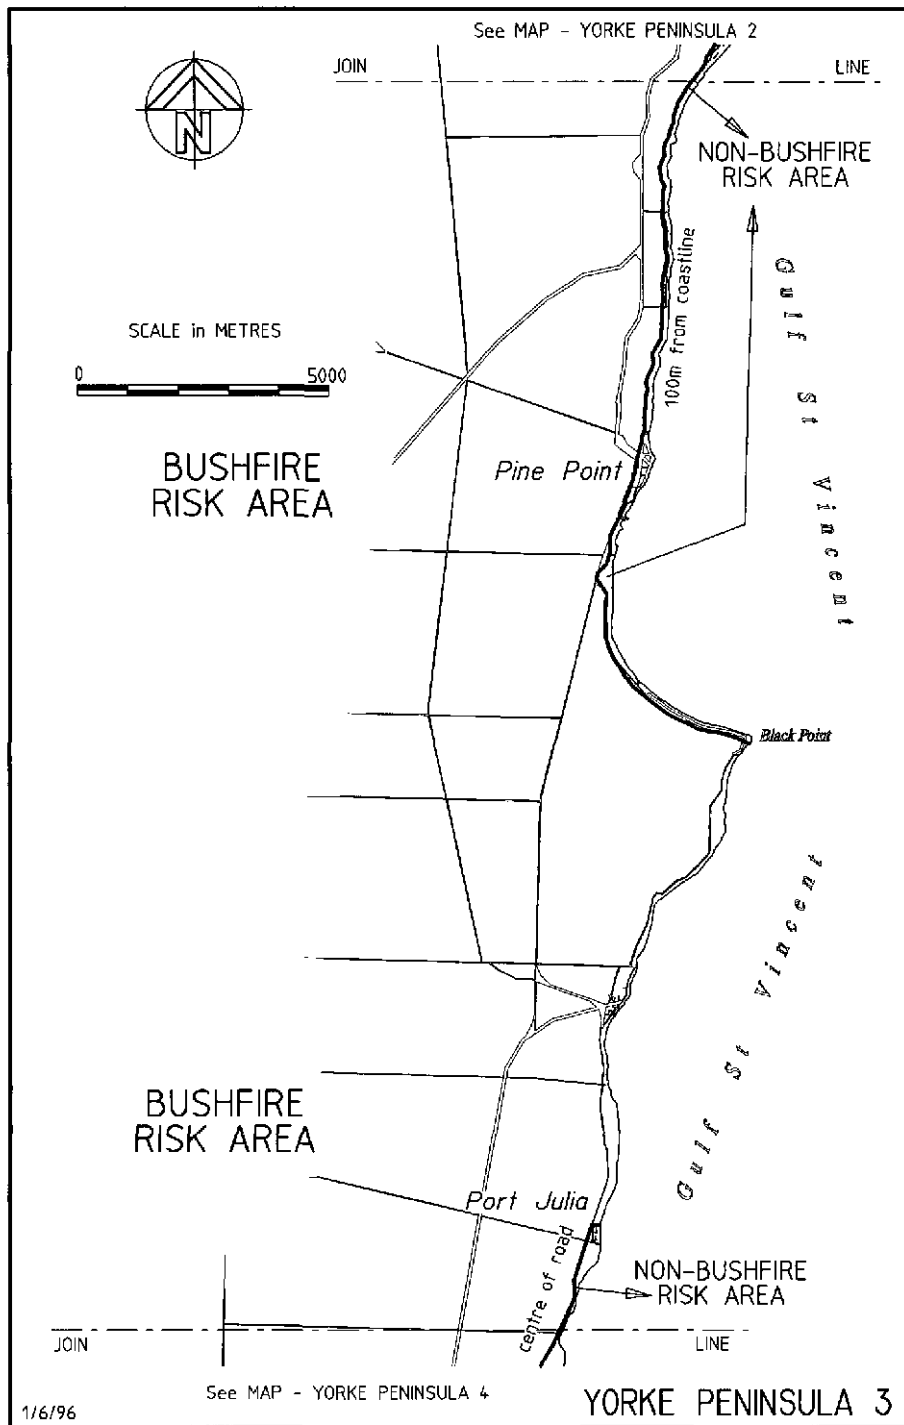 See MAP - YORKE PENINSULA 2
JOIN
LINE
N
NON-BUSHFIRE
RISK AREA
100m from coastline
Gulf St Vincent
SCALE in METRES
0
5000
BUSHFIRE
RISK AREA
Pine Point
Black Point
Gulf St Vincent
BUSHFIRE
RISK AREA
Port Julia
centre of road
NON-BUSHFIRE
RISK AREA
JOIN
LINE
See MAP - YORKE PENINSULA 4
YORKE PENINSULA 3
1/6/96